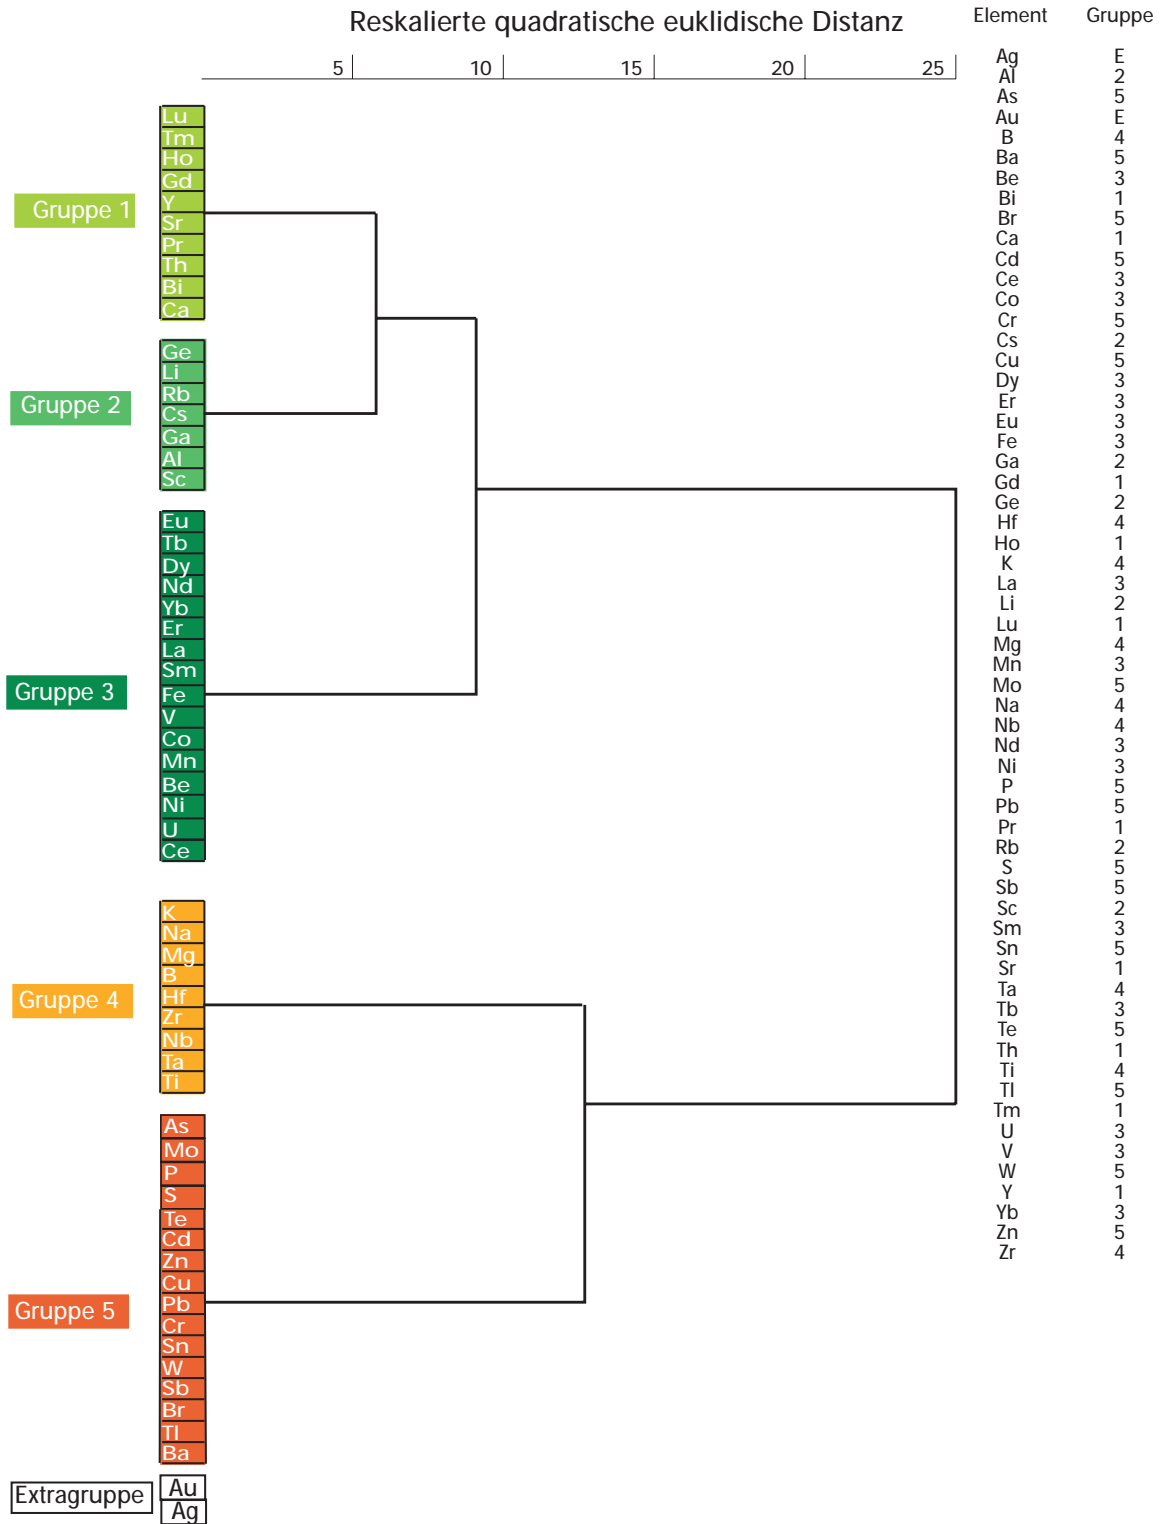 Reskalierte quadratische euklidische Distanz
5 10 15 20 25
Gruppe 1
Lu
Tm
Ho
Gd
Y
Sr
Pr
Th
Bi
Ca
Gruppe 2
Ge
Li
Rb
Cs
Ga
Al
Sc
Gruppe 3
Eu
Tb
Dy
Nd
Yb
Er
La
Sm
Fe
V
Co
Mn
Be
Ni
U
Ce
Gruppe 4
K
Na
Mg
B
Hf
Zr
Nb
Ta
Ti
Gruppe 5
As
Mo
P
S
Te
Cd
Zn
Cu
Pb
Cr
Sn
W
Sb
Br
Tl
Ba
Extragruppe
Au
Ag
Element Gruppe
Ag E
Al 2
As 5
Au E
B 4
Ba 5
Be 3
Bi 1
Br 5
Ca 1
Cd 5
Ce 3
Co 3
Cr 5
Cs 2
Cu 5
Dy 3
Er 3
Eu 3
Fe 3
Ga 2
Gd 1
Ge 2
Hf 4
Ho 1
K 4
La 3
Li 2
Lu 1
Mg 4
Mn 3
Mo 5
Na 4
Nb 4
Nd 3
Ni 3
P 5
Pb 5
Pr 1
Rb 2
S 5
Sb 5
Sc 2
Sm 3
Sn 5
Sr 1
Ta 4
Tb 3
Te 5
Th 1
Ti 4
Tl 5
Tm 1
U 3
V 3
W 5
Y 1
Yb 3
Zn 5
Zr 4